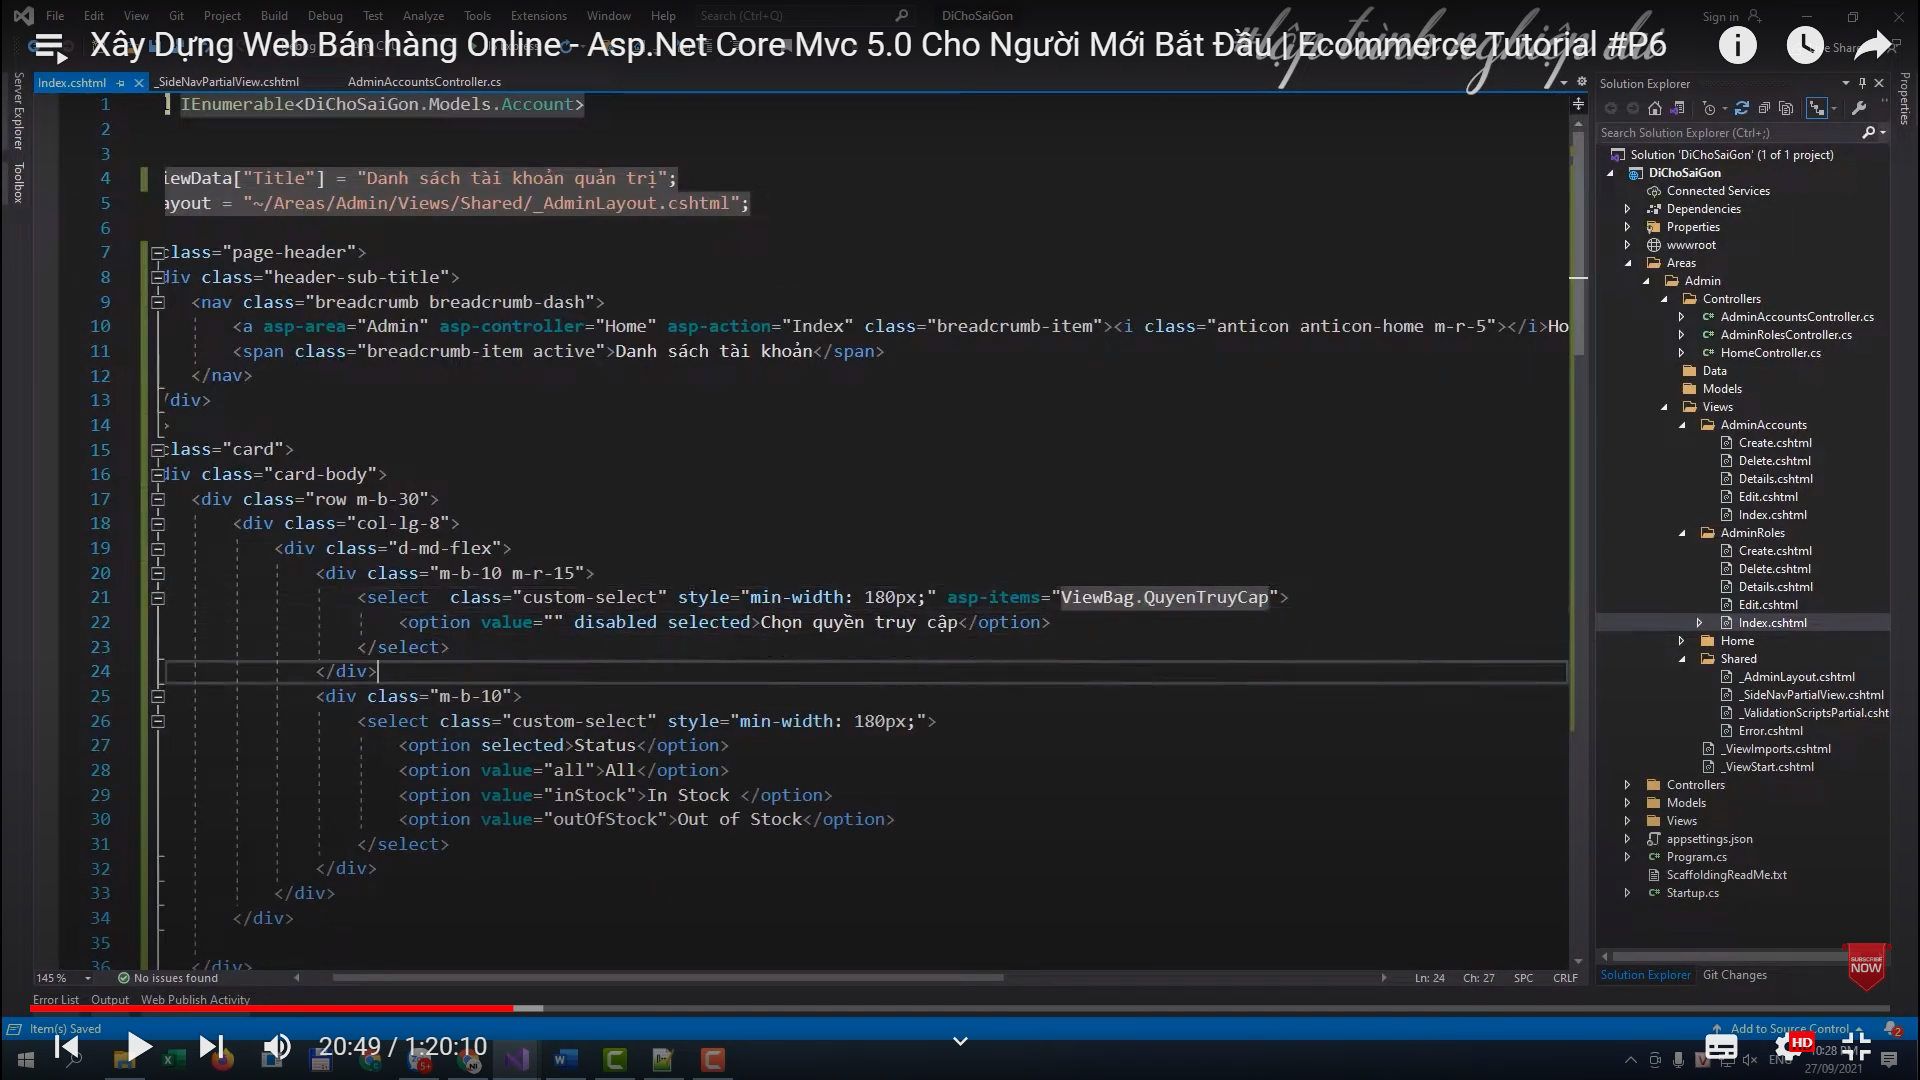 File Edit View Git Project Build Debug Test Analyze Tools Extensions Window Help Search (Ctrl+Q) DiChoSaiGon Sign in
Xây Dựng Web Bán hàng Online - Asp.Net Core Mvc 5.0 Cho Người Mới Bắt Đầu | Ecommerce Tutorial #P6
#lập trình nghiệp dư
Index.cshtml _SideNavPartialView.cshtml AdminAccountsController.cs
Server Explorer
Toolbox
1 IEnumerable<DiChoSaiGon.Models.Account>
2
3
4 iewData["Title"] = "Danh sách tài khoản quản trị";
5 ayout = "~/Areas/Admin/Views/Shared/_AdminLayout.cshtml";
6
7 class="page-header">
8 div class="header-sub-title">
9 <nav class="breadcrumb breadcrumb-dash">
10 <a asp-area="Admin" asp-controller="Home" asp-action="Index" class="breadcrumb-item"><i class="anticon anticon-home m-r-5"></i>Ho
11 <span class="breadcrumb-item active">Danh sách tài khoản</span>
12 </nav>
13 /div>
14 >
15 class="card">
16 div class="card-body">
17 <div class="row m-b-30">
18 <div class="col-lg-8">
19 <div class="d-md-flex">
20 <div class="m-b-10 m-r-15">
21 <select  class="custom-select" style="min-width: 180px;" asp-items="ViewBag.QuyenTruyCap">
22 <option value="" disabled selected>Chọn quyền truy cập</option>
23 </select>
24 </div>
25 <div class="m-b-10">
26 <select class="custom-select" style="min-width: 180px;">
27 <option selected>Status</option>
28 <option value="all">All</option>
29 <option value="inStock">In Stock </option>
30 <option value="outOfStock">Out of Stock</option>
31 </select>
32 </div>
33 </div>
34 </div>
35
36 </div>
145 % No issues found Ln: 24 Ch: 27 SPC CRLF
Error List Output Web Publish Activity
Solution Explorer
Search Solution Explorer (Ctrl+;)
Solution 'DiChoSaiGon' (1 of 1 project)
DiChoSaiGon
Connected Services
Dependencies
Properties
wwwroot
Areas
Admin
Controllers
AdminAccountsController.cs
AdminRolesController.cs
HomeController.cs
Data
Models
Views
AdminAccounts
Create.cshtml
Delete.cshtml
Details.cshtml
Edit.cshtml
Index.cshtml
AdminRoles
Create.cshtml
Delete.cshtml
Details.cshtml
Edit.cshtml
Index.cshtml
Home
Shared
_AdminLayout.cshtml
_SideNavPartialView.cshtml
_ValidationScriptsPartial.csht
Error.cshtml
_ViewImports.cshtml
_ViewStart.cshtml
Controllers
Models
Views
appsettings.json
Program.cs
ScaffoldingReadMe.txt
Startup.cs
Solution Explorer Git Changes
Properties
SUBSCRIBE
NOW
Item(s) Saved Add to Source Control 2
20:49 / 1:20:10
HD
10:28
27/09/2021